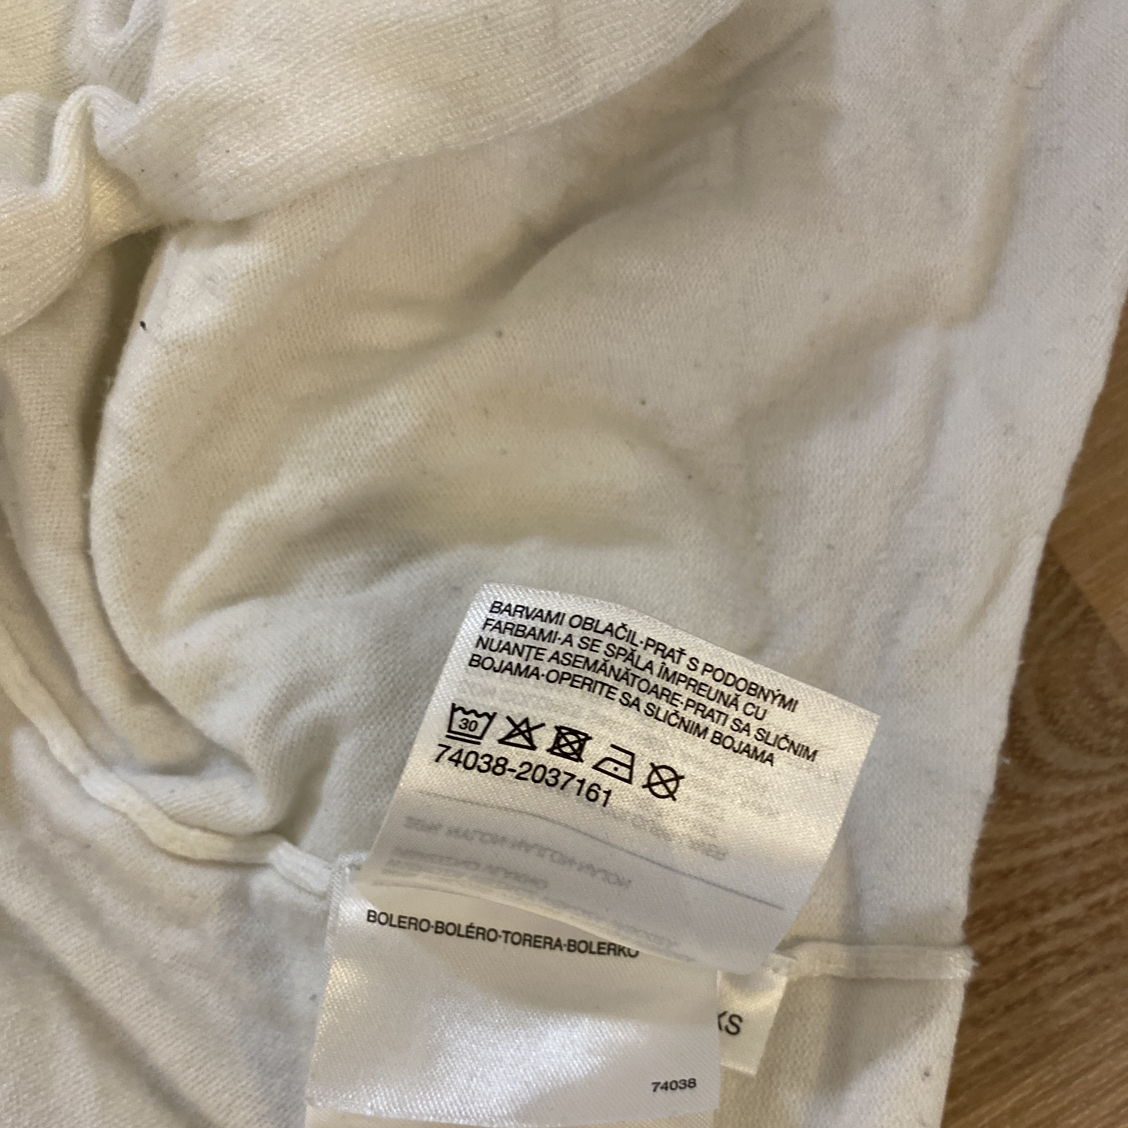 BARVAMI OBLAČIL·PRAŤ S PODOBNÝMI
FARBAMI·A SE SPĂLA ÎMPREUNĂ CU
NUANȚE ASEMĂNĂTOARE·PRATI SA SLIČNIM
BOJAMA·OPERITE SA SLIČNIM BOJAMA
30
74038-2037161
BOLERO·BOLÉRO·TORERA·BOLERKO
XS
74038